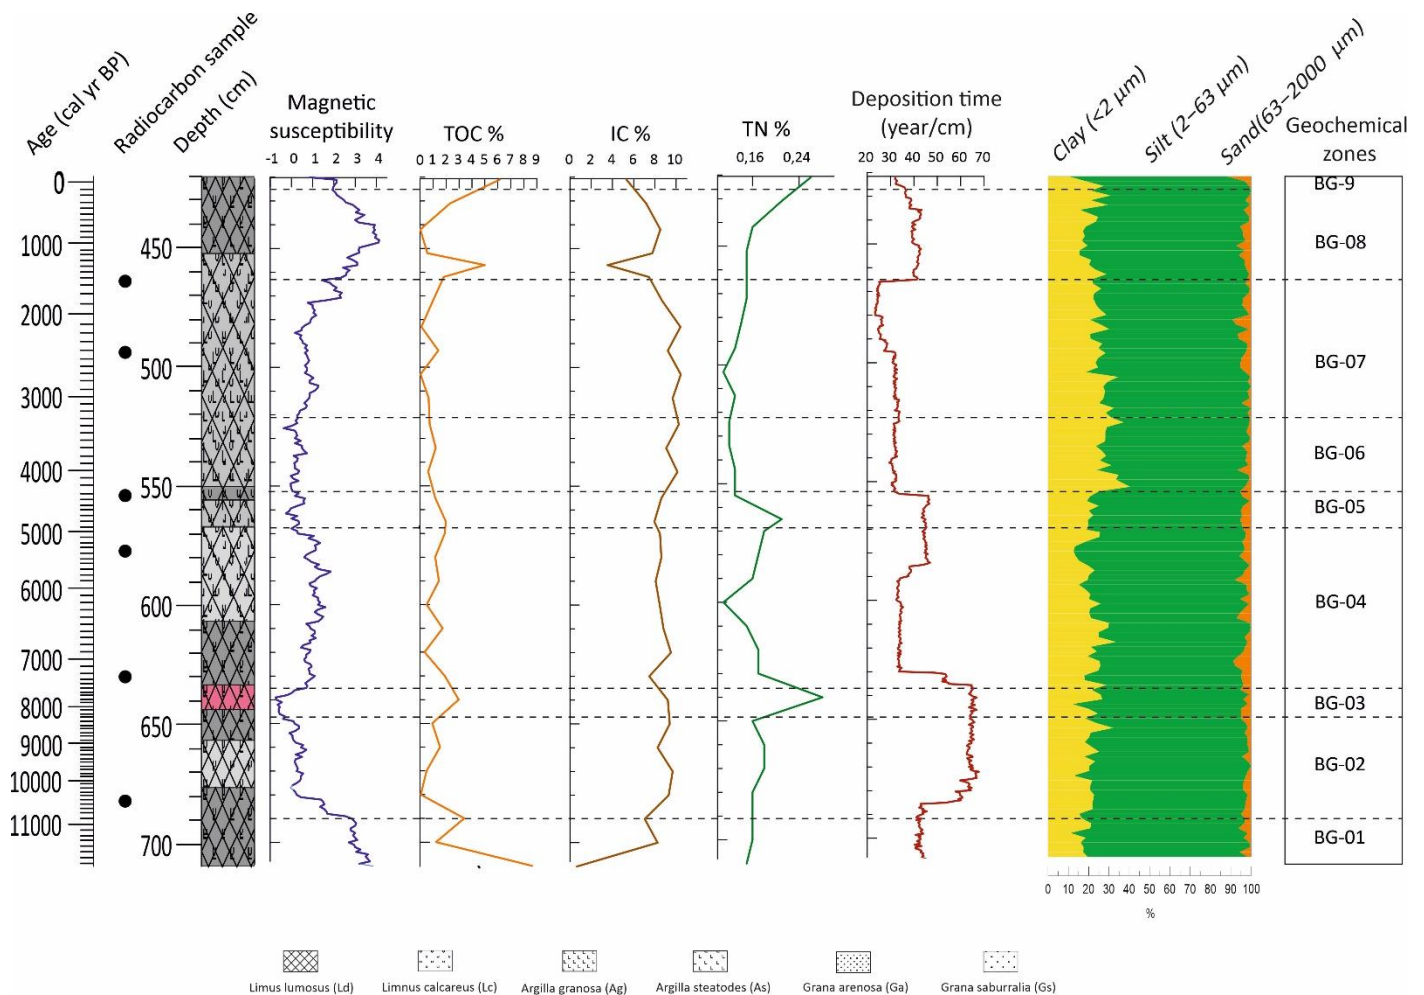 Age (cal yr BP)
Radiocarbon sample
Depth (cm)
Magnetic
susceptibility
TOC %
IC %
TN %
Deposition time
(year/cm)
Clay (<2 μm)
Silt (2–63 μm)
Sand(63–2000 μm)
Geochemical
zones
-1 0 1 2 3 4
0 1 2 3 4 5 6 7 8 9
0 2 4 6 8 10
0,16 0,24
20 30 40 50 60 70
0
1000
2000
3000
4000
5000
6000
7000
8000
9000
10000
11000
450
500
550
600
650
700
BG-9
BG-08
BG-07
BG-06
BG-05
BG-04
BG-03
BG-02
BG-01
0 10 20 30 40 50 60 70 80 90 100
%
Limus lumosus (Ld)
Limnus calcareus (Lc)
Argilla granosa (Ag)
Argilla steatodes (As)
Grana arenosa (Ga)
Grana saburralia (Gs)